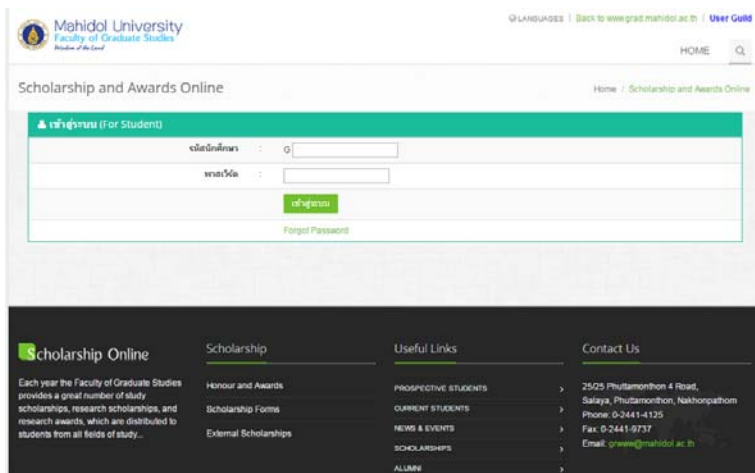 Mahidol University
Faculty of Graduate Studies
Wisdom of the Land
LANGUAGES | Back to www.grad.mahidol.ac.th | User Guild
HOME
Scholarship and Awards Online
Home / Scholarship and Awards Online
เข้าสู่ระบบ (For Student)
รหัสนักศึกษา : G
พาสเวิร์ด :
เข้าสู่ระบบ
Forgot Password
Scholarship Online
Each year the Faculty of Graduate Studies
provides a great number of study
scholarships, research scholarships, and
research awards, which are distributed to
students from all fields of study...
Scholarship
Honour and Awards
Scholarship Forms
External Scholarships
Useful Links
PROSPECTIVE STUDENTS
CURRENT STUDENTS
NEWS & EVENTS
SCHOLARSHIPS
ALUMNI
Contact Us
25/25 Phuttamonthon 4 Road,
Salaya, Phuttamonthon, Nakhonpathom
Phone: 0-2441-4125
Fax: 0-2441-9737
Email: grwww@mahidol.ac.th